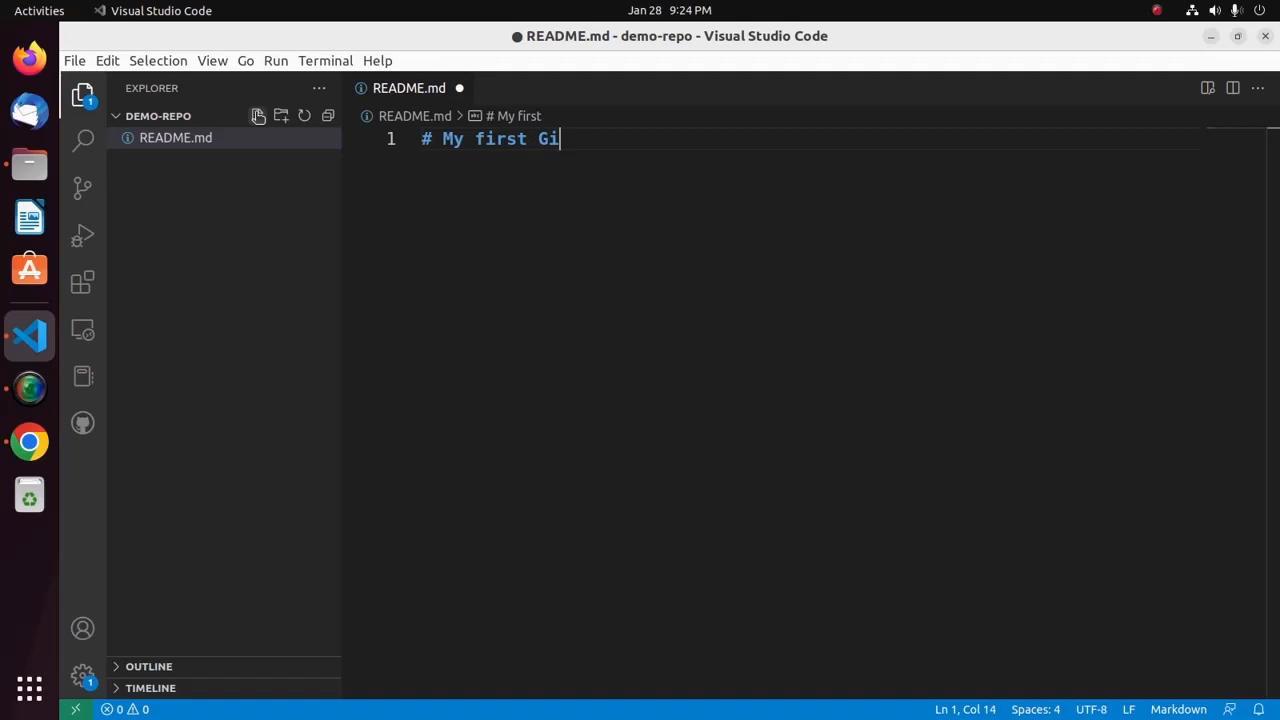 Activities Visual Studio Code Jan 28 9:24 PM
README.md - demo-repo - Visual Studio Code
File Edit Selection View Go Run Terminal Help
EXPLORER
README.md
1
DEMO-REPO
README.md > # My first
README.md
1 # My first Gi
OUTLINE
1
TIMELINE
0 0 Ln 1, Col 14 Spaces: 4 UTF-8 LF Markdown